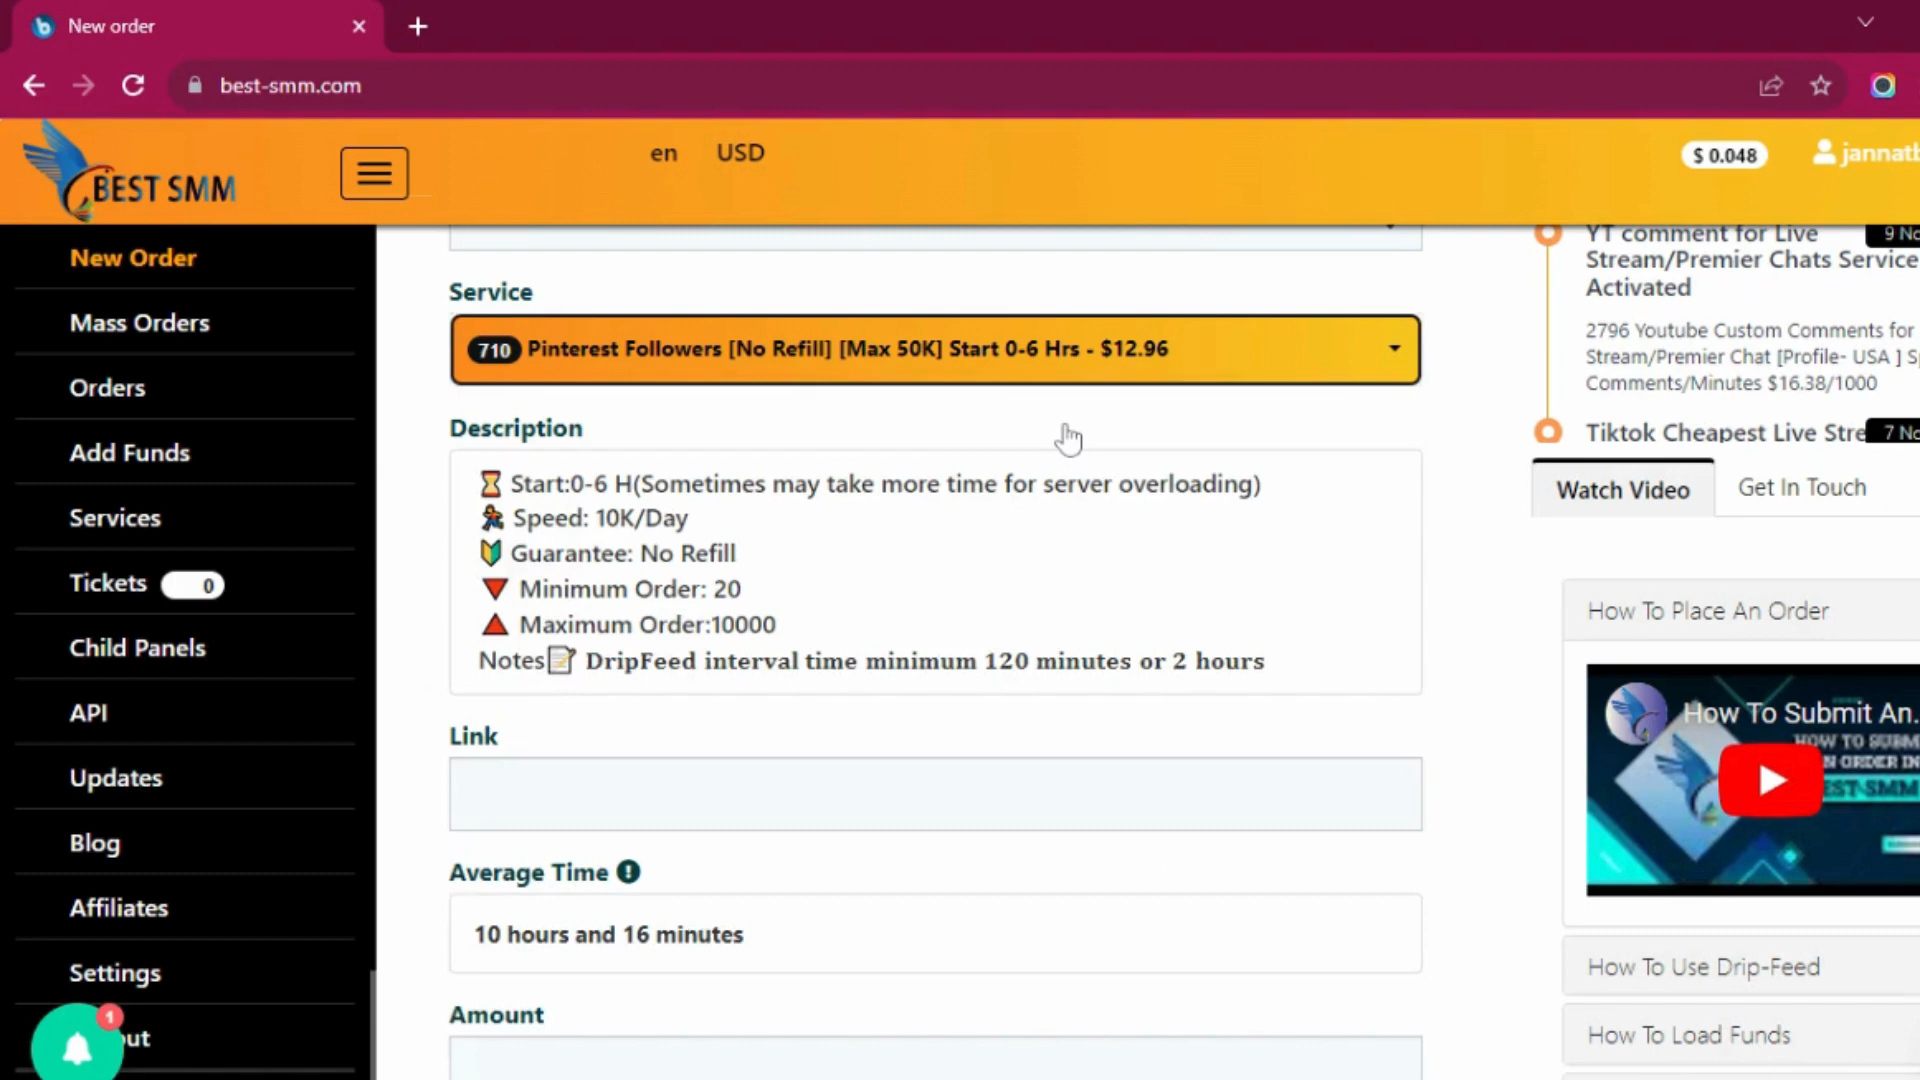 New order
best-smm.com
BEST SMM
en
USD
$ 0.048
New Order
Mass Orders
Orders
Add Funds
Services
Tickets 0
Child Panels
API
Updates
Blog
Affiliates
Settings
1
Service
710 Pinterest Followers [No Refill] [Max 50K] Start 0-6 Hrs - $12.96
Description
Start:0-6 H(Sometimes may take more time for server overloading)
Speed: 10K/Day
Guarantee: No Refill
Minimum Order: 20
Maximum Order:10000
Notes DripFeed interval time minimum 120 minutes or 2 hours
Link
Average Time
10 hours and 16 minutes
Amount
YT comment for Live
Stream/Premier Chats Service
Activated
2796 Youtube Custom Comments for
Stream/Premier Chat [Profile- USA ]
Comments/Minutes $16.38/1000
Tiktok Cheapest Live
Watch Video
Get In Touch
How To Place An Order
How To Submit An...
HOW TO
ORDER IN
How To Use Drip-Feed
How To Load Funds